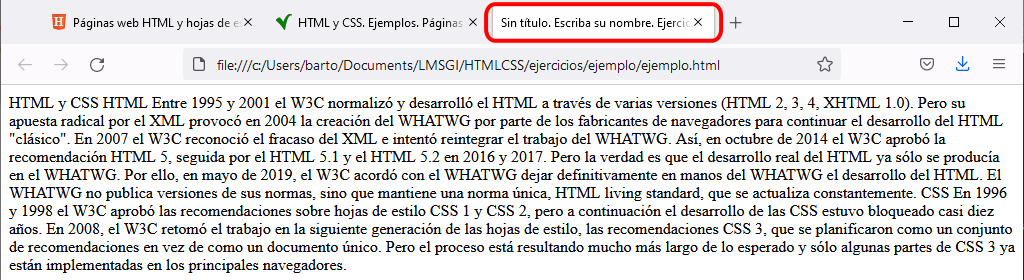 Páginas web HTML y hojas de es
HTML y CSS. Ejemplos. Páginas
Sin título. Escriba su nombre. Ejercic
file:///c:/Users/barto/Documents/LMSGI/HTMLCSS/ejercicios/ejemplo/ejemplo.html
HTML y CSS HTML Entre 1995 y 2001 el W3C normalizó y desarrolló el HTML a través de varias versiones (HTML 2, 3, 4, XHTML 1.0). Pero su
apuesta radical por el XML provocó en 2004 la creación del WHATWG por parte de los fabricantes de navegadores para continuar el desarrollo del HTML
"clásico". En 2007 el W3C reconoció el fracaso del XML e intentó reintegrar el trabajo del WHATWG. Así, en octubre de 2014 el W3C aprobó la
recomendación HTML 5, seguida por el HTML 5.1 y el HTML 5.2 en 2016 y 2017. Pero la verdad es que el desarrollo real del HTML ya sólo se producía
en el WHATWG. Por ello, en mayo de 2019, el W3C acordó con el WHATWG dejar definitivamente en manos del WHATWG el desarrollo del HTML. El
WHATWG no publica versiones de sus normas, sino que mantiene una norma única, HTML living standard, que se actualiza constantemente. CSS En 1996
y 1998 el W3C aprobó las recomendaciones sobre hojas de estilo CSS 1 y CSS 2, pero a continuación el desarrollo de las CSS estuvo bloqueado casi diez
años. En 2008, el W3C retomó el trabajo en la siguiente generación de las hojas de estilo, las recomendaciones CSS 3, que se planificaron como un conjunto
de recomendaciones en vez de como un documento único. Pero el proceso está resultando mucho más largo de lo esperado y sólo algunas partes de CSS 3 ya
están implementadas en los principales navegadores.